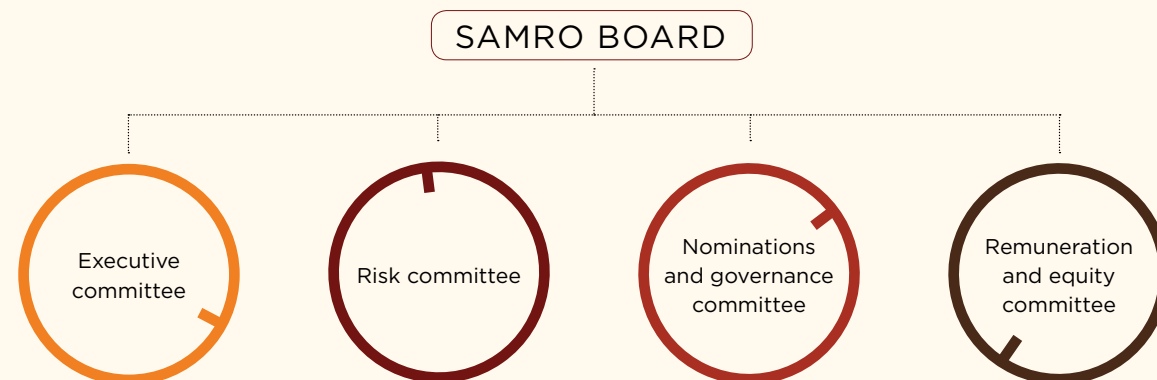 SAMRO BOARD
Executive
committee
Risk committee
Nominations
and governance
committee
Remuneration
and equity
committee